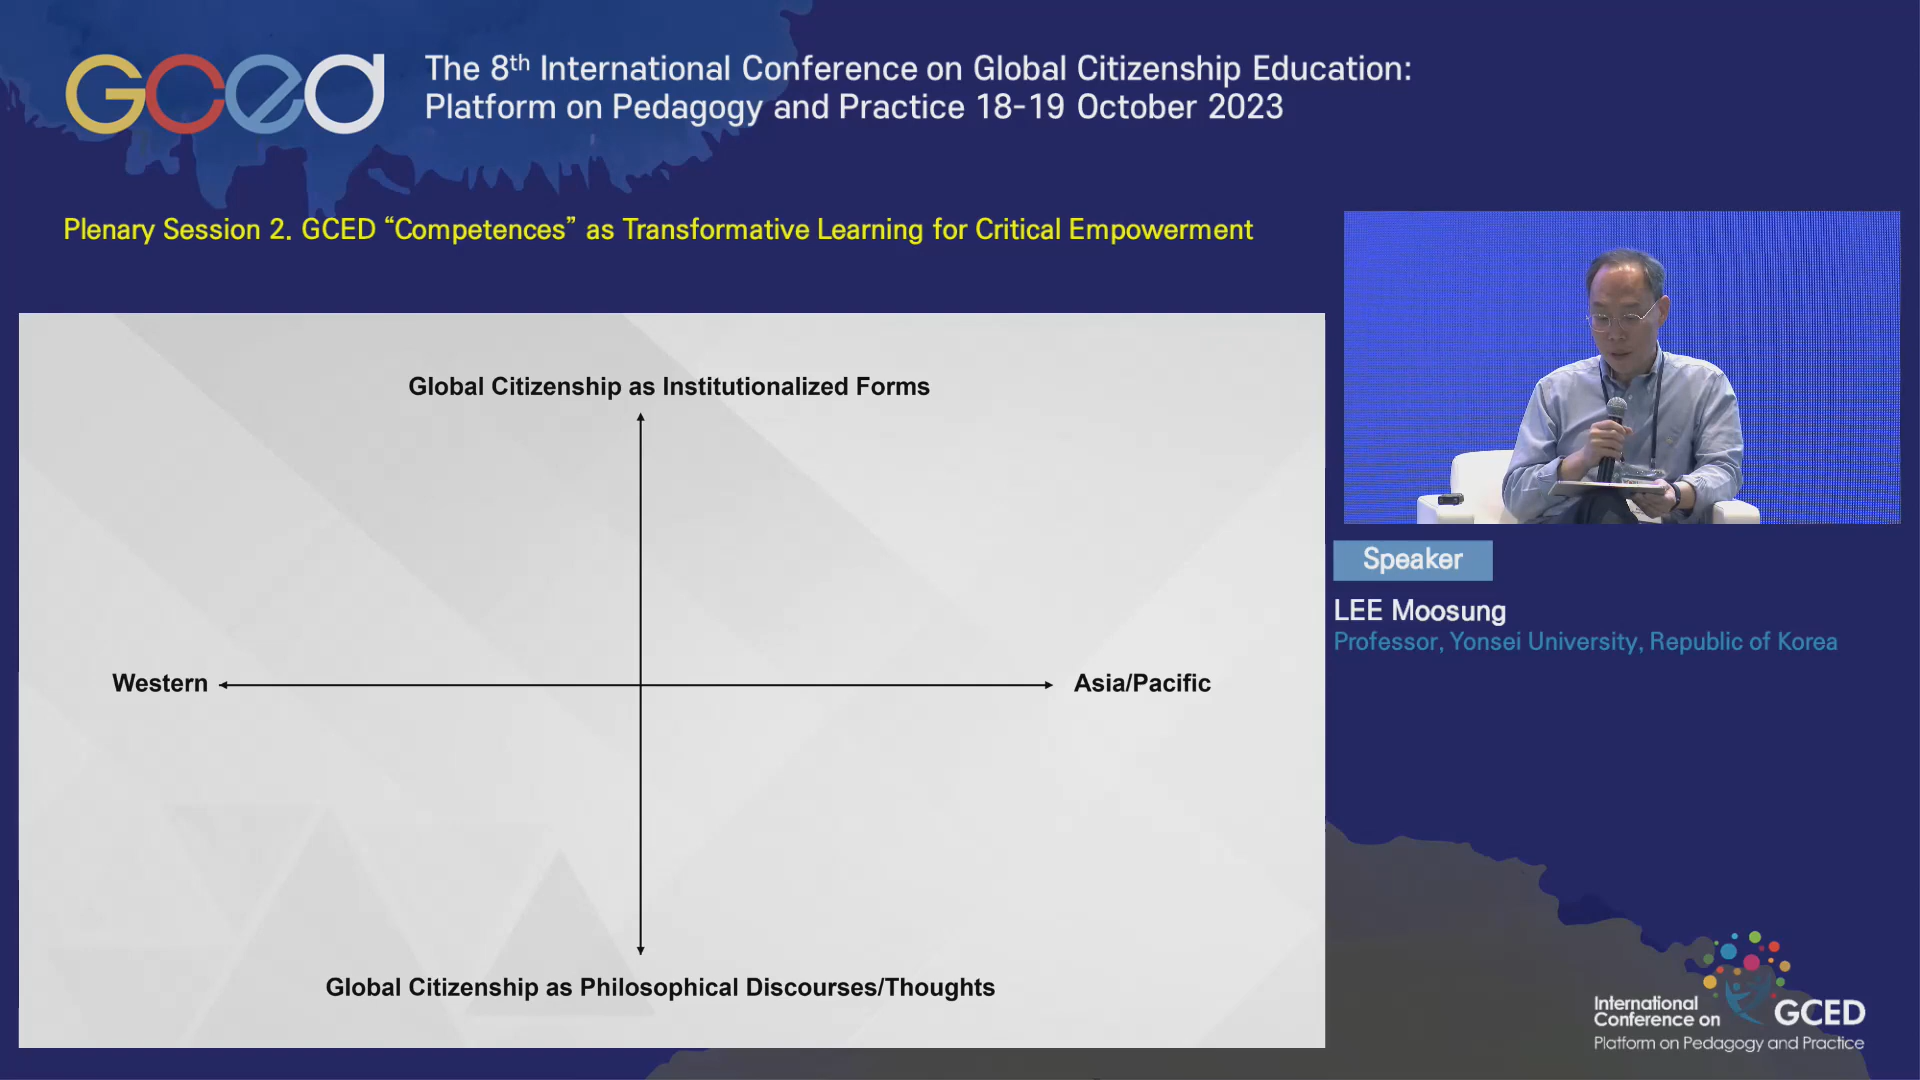 GCed
The 8th International Conference on Global Citizenship Education:
Platform on Pedagogy and Practice 18-19 October 2023
Plenary Session 2. GCED “Competences” as Transformative Learning for Critical Empowerment
Global Citizenship as Institutionalized Forms
Western
Asia/Pacific
Global Citizenship as Philosophical Discourses/Thoughts
Speaker
LEE Moosung
Professor, Yonsei University, Republic of Korea
International
Conference on GCED
Platform on Pedagogy and Practice